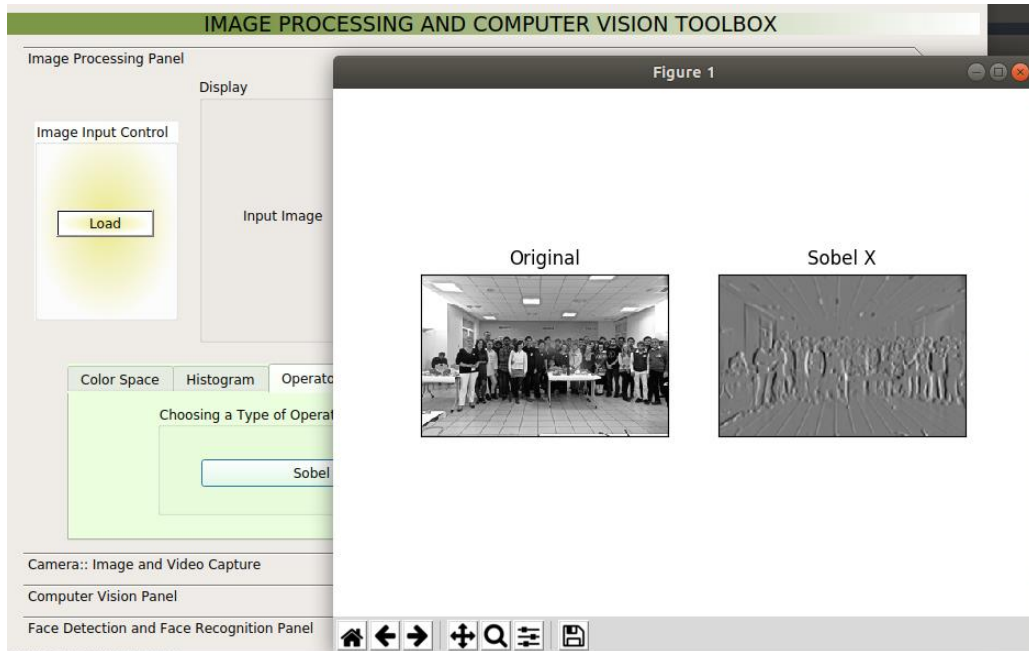 IMAGE PROCESSING AND COMPUTER VISION TOOLBOX
Image Processing Panel
Figure 1
Display
Image Input Control
Load
Input Image
Original
Sobel X
Color Space
Histogram
Operato
Choosing a Type of Operat
Sobel
Camera:: Image and Video Capture
Computer Vision Panel
Face Detection and Face Recognition Panel